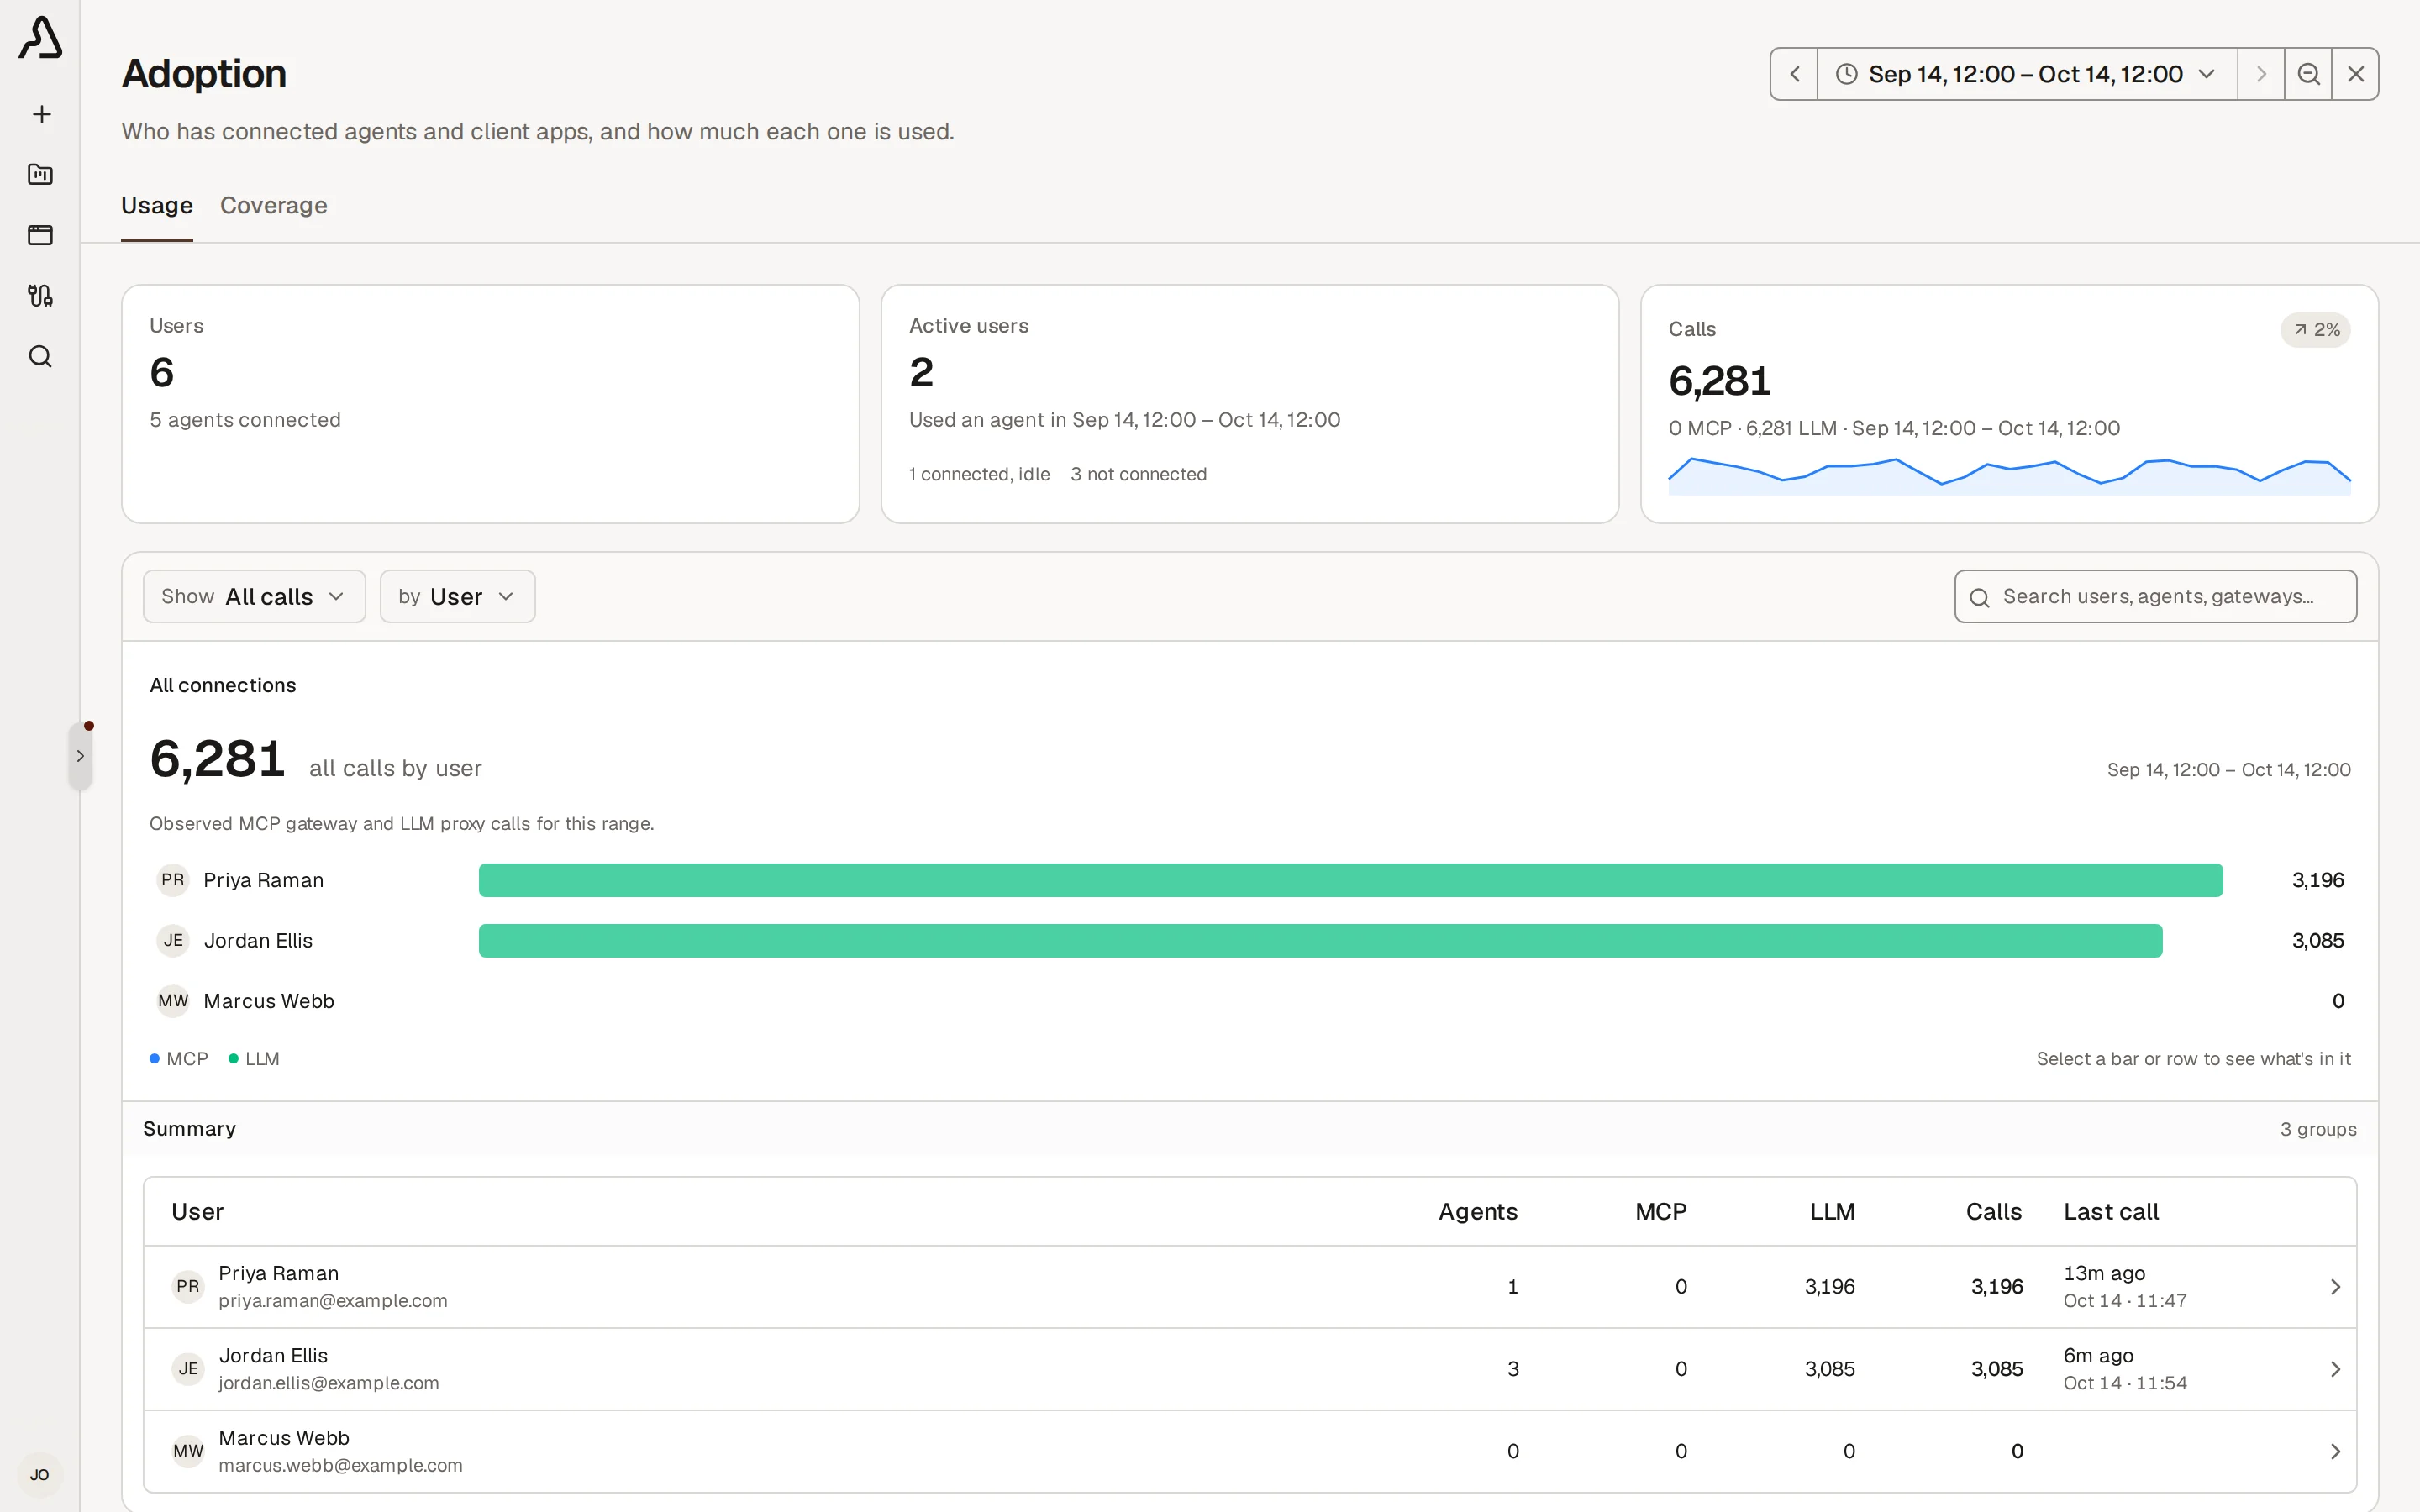 Adoption
Sep 14, 12:00 – Oct 14, 12:00
Who has connected agents and client apps, and how much each one is used.
Usage
Coverage
Users
6
5 agents connected
Active users
2
Used an agent in Sep 14, 12:00 – Oct 14, 12:00
1 connected, idle 3 not connected
Calls
2%
6,281
0 MCP · 6,281 LLM · Sep 14, 12:00 – Oct 14, 12:00
Show All calls
by User
Search users, agents, gateways...
All connections
6,281 all calls by user
Sep 14, 12:00 – Oct 14, 12:00
Observed MCP gateway and LLM proxy calls for this range.
PR Priya Raman 3,196
JE Jordan Ellis 3,085
MW Marcus Webb 0
MCP LLM
Select a bar or row to see what's in it
Summary
3 groups
User Agents MCP LLM Calls Last call
PR Priya Raman 1 0 3,196 3,196 13m ago
priya.raman@example.com Oct 14 · 11:47
JE Jordan Ellis 3 0 3,085 3,085 6m ago
jordan.ellis@example.com Oct 14 · 11:54
MW Marcus Webb 0 0 0 0
marcus.webb@example.com
JO